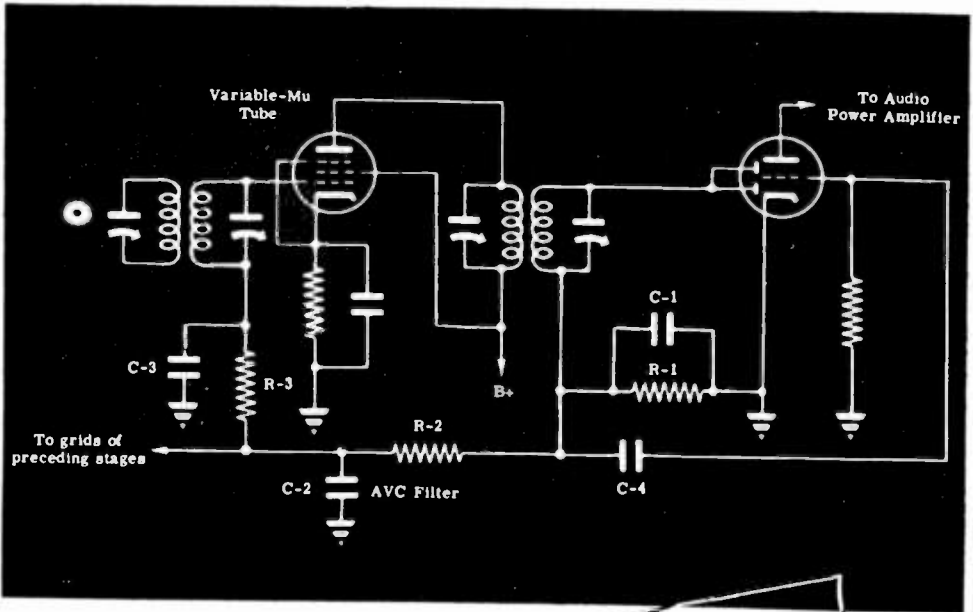 Variable-Mu
Tube
To Audio
Power Amplifier
C-1
R-1
C-3
R-3
B+
To grids of
preceding stages
R-2
C-2
AVC Filter
C-4